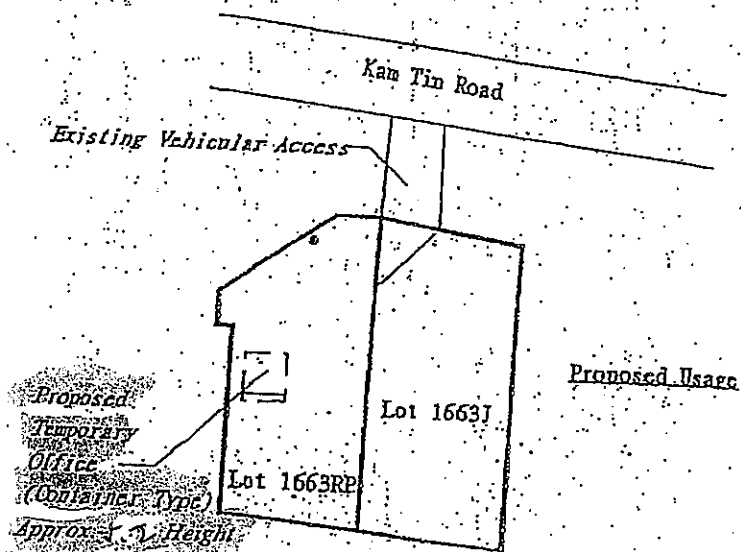 Kam Tin Road
Existing Vehicular Access
Proposed Usage
Lot 1663J
Proposed
Temporary
Office
(Container Type)
Approx Height
Lot 1663RP